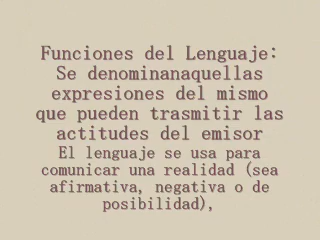 Funciones del Lenguaje:
Se denominanaquellas
expresiones del mismo
que pueden trasmitir las
actitudes del emisor
El lenguaje se usa para
comunicar una realidad (sea
afirmativa, negativa o de
posibilidad),